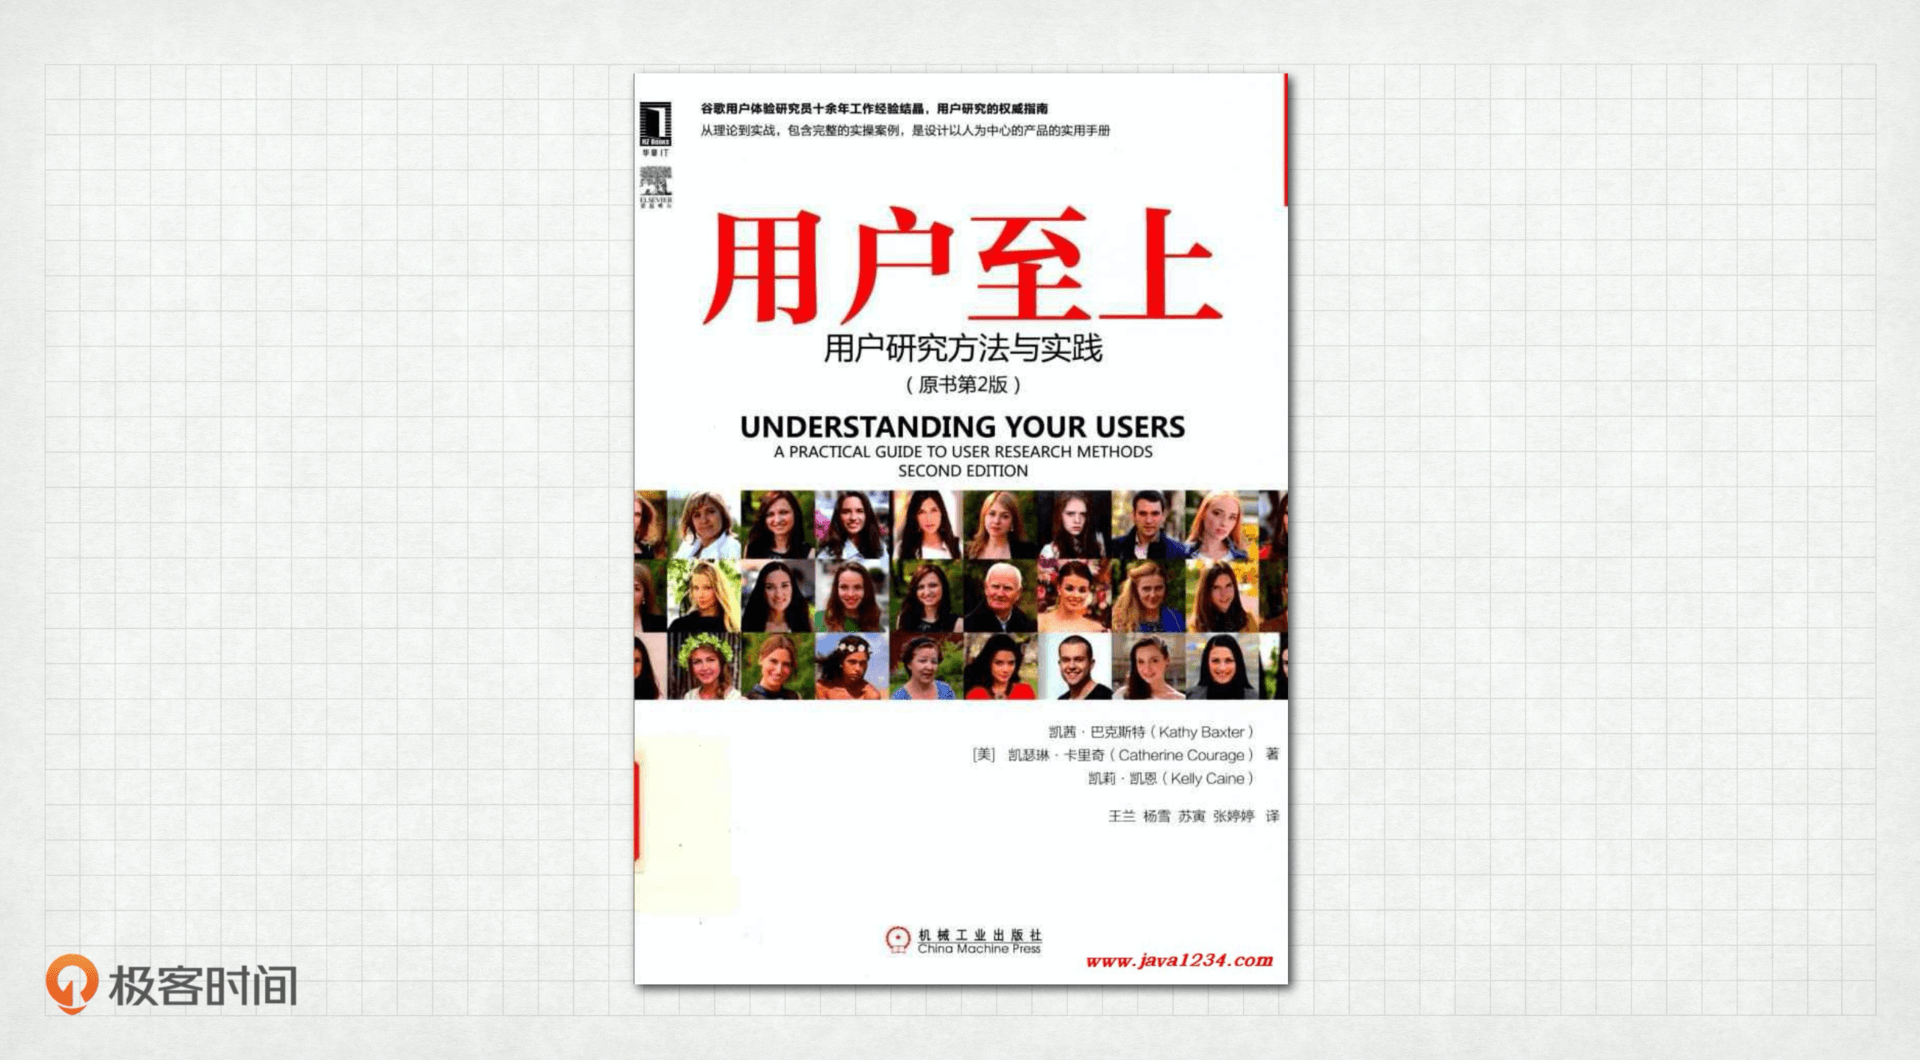 谷歌用户体验研究员十余年工作经验结晶，用户研究的权威指南
从理论到实战，包含完整的实操案例，是设计以人为中心的产品的实用手册
HZ Books
华章IT
ELSEVIER
用户至上
用户研究方法与实践
（原书第2版）
UNDERSTANDING YOUR USERS
A PRACTICAL GUIDE TO USER RESEARCH METHODS
SECOND EDITION
凯茜·巴克斯特（Kathy Baxter）
[美] 凯瑟琳·卡里奇（Catherine Courage） 著
凯莉·凯恩（Kelly Caine）
王兰 杨雪 苏寅 张婷婷 译
机械工业出版社
China Machine Press
www.java1234.com
极客时间